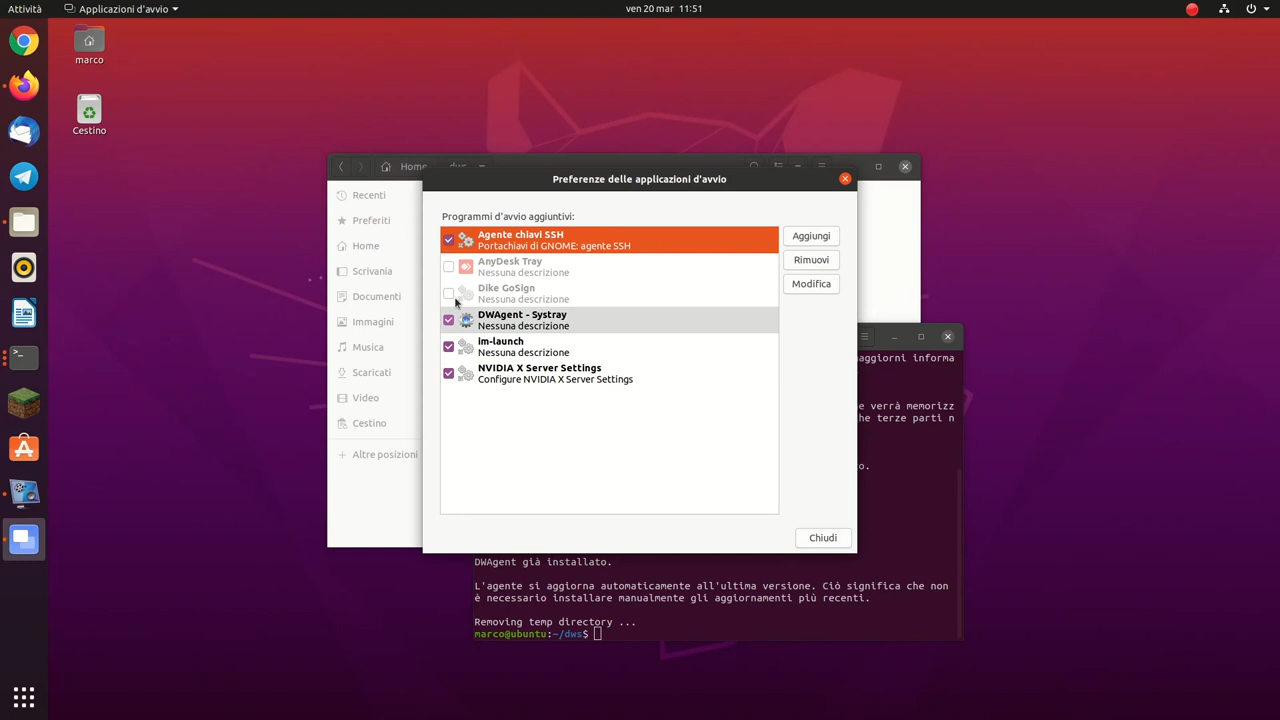 Attività
Applicazioni d'avvio
ven 20 mar 11:51
marco
Cestino
Home
Preferenze delle applicazioni d'avvio
Recenti
Preferiti
Home
Scrivania
Documenti
Immagini
Musica
Scaricati
Video
Cestino
Altre posizioni
Programmi d'avvio aggiuntivi:
Agente chiavi SSH
Portachiavi di GNOME: agente SSH
AnyDesk Tray
Nessuna descrizione
Dike GoSign
Nessuna descrizione
DWAgent - Systray
Nessuna descrizione
im-launch
Nessuna descrizione
NVIDIA X Server Settings
Configure NVIDIA X Server Settings
Aggiungi
Rimuovi
Modifica
Chiudi
maggiorni informa
e verrà memorizz
he terze parti n
o.
DWAgent già installato.
L'agente si aggiorna automaticamente all'ultima versione. Ciò significa che non
è necessario installare manualmente gli aggiornamenti più recenti.
Removing temp directory ...
marco@ubuntu:~/dws$